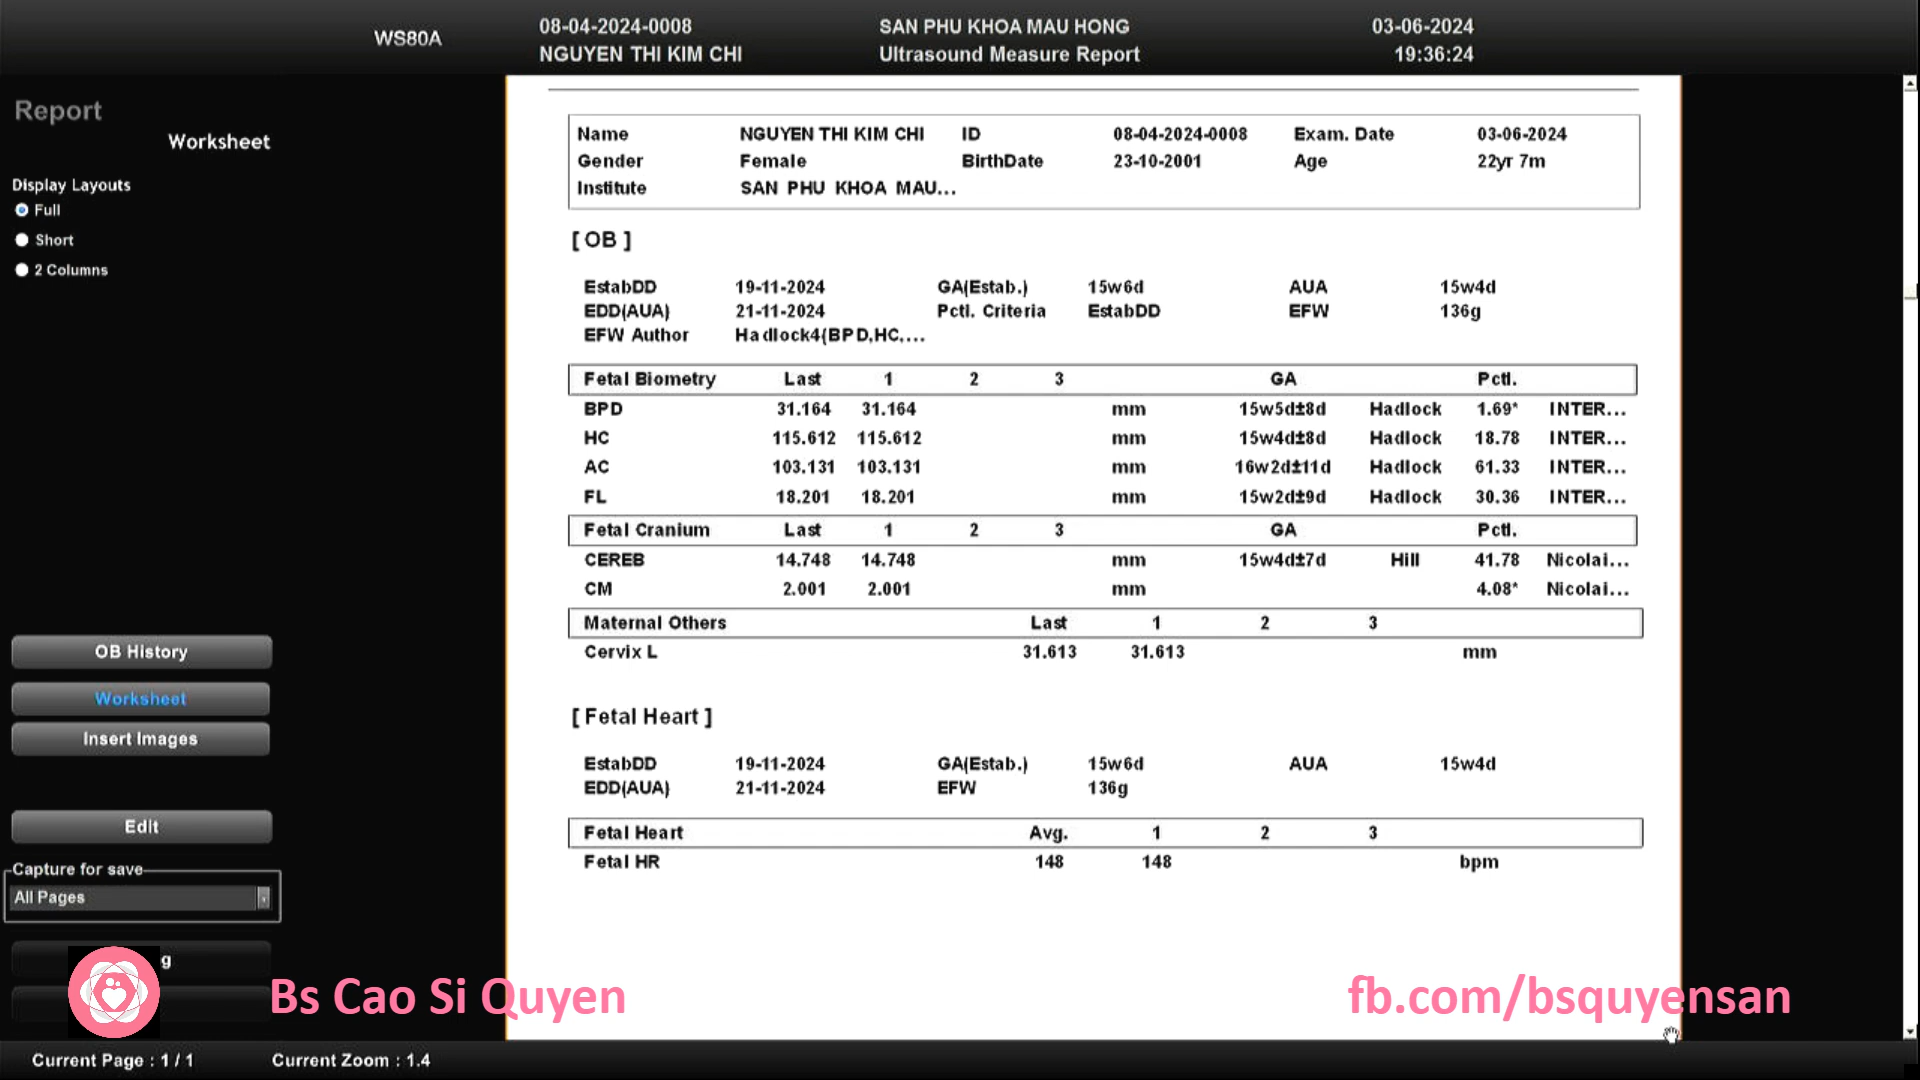 WS80A
08-04-2024-0008 SAN PHU KHOA MAU HONG 03-06-2024
NGUYEN THI KIM CHI Ultrasound Measure Report 19:36:24
Report
Worksheet
Display Layouts
Full
Short
2 Columns
OB History
Worksheet
Insert Images
Edit
Capture for save
All Pages
g
Name NGUYEN THI KIM CHI ID 08-04-2024-0008 Exam. Date 03-06-2024
Gender Female BirthDate 23-10-2001 Age 22yr 7m
Institute SAN PHU KHOA MAU...
[ OB ]
EstabDD 19-11-2024 GA(Estab.) 15w6d AUA 15w4d
EDD(AUA) 21-11-2024 Pctl. Criteria EstabDD EFW 136g
EFW Author Hadlock4(BPD,HC,...
Fetal Biometry Last 1 2 3 GA Pctl.
BPD 31.164 31.164 mm 15w5d±8d Hadlock 1.69* INTER...
HC 115.612 115.612 mm 15w4d±8d Hadlock 18.78 INTER...
AC 103.131 103.131 mm 16w2d±11d Hadlock 61.33 INTER...
FL 18.201 18.201 mm 15w2d±9d Hadlock 30.36 INTER...
Fetal Cranium Last 1 2 3 GA Pctl.
CEREB 14.748 14.748 mm 15w4d±7d Hill 41.78 Nicolai...
CM 2.001 2.001 mm 4.08* Nicolai...
Maternal Others Last 1 2 3
Cervix L 31.613 31.613 mm
[ Fetal Heart ]
EstabDD 19-11-2024 GA(Estab.) 15w6d AUA 15w4d
EDD(AUA) 21-11-2024 EFW 136g
Fetal Heart Avg. 1 2 3
Fetal HR 148 148 bpm
Bs Cao Si Quyen fb.com/bsquyensan
Current Page : 1 / 1 Current Zoom : 1.4